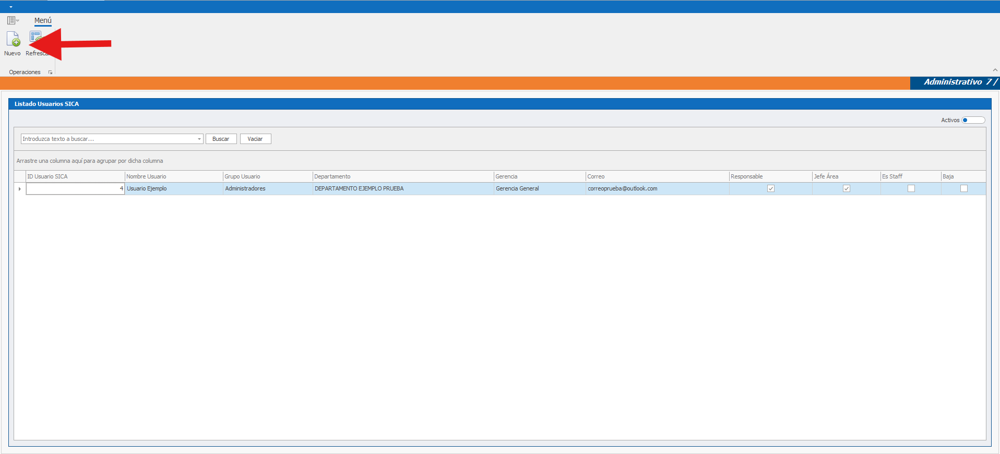 Menú
Nuevo Refrescar
Operaciones
Administrativo 7 /
Listado Usuarios SICA
Activos
Introduzca texto a buscar... Buscar Vaciar
Arrastre una columna aquí para agrupar por dicha columna
ID Usuario SICA Nombre Usuario Grupo Usuario Departamento Gerencia Correo Responsable Jefe Área Es Staff Baja
4 Usuario Ejemplo Administradores DEPARTAMENTO EJEMPLO PRUEBA Gerencia General correoprueba@outlook.com